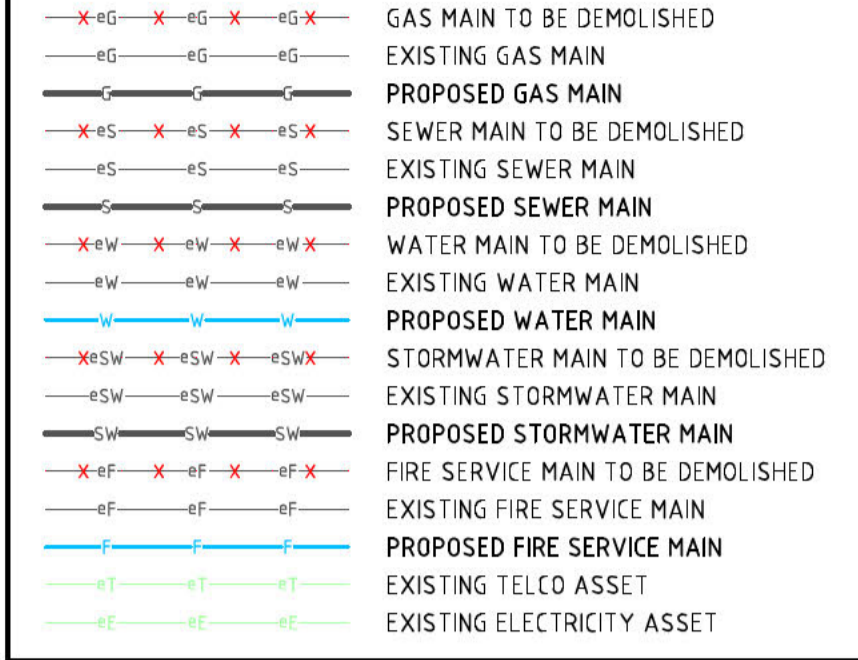 X eG X eG X eG X GAS MAIN TO BE DEMOLISHED
eG eG eG EXISTING GAS MAIN
G G G PROPOSED GAS MAIN
X eS X eS X eS X SEWER MAIN TO BE DEMOLISHED
eS eS eS EXISTING SEWER MAIN
S S S PROPOSED SEWER MAIN
X eW X eW X eW X WATER MAIN TO BE DEMOLISHED
eW eW eW EXISTING WATER MAIN
W W W PROPOSED WATER MAIN
X eSW X eSW X eSW X STORMWATER MAIN TO BE DEMOLISHED
eSW eSW eSW EXISTING STORMWATER MAIN
SW SW SW PROPOSED STORMWATER MAIN
X eF X eF X eF X FIRE SERVICE MAIN TO BE DEMOLISHED
eF eF eF EXISTING FIRE SERVICE MAIN
F F F PROPOSED FIRE SERVICE MAIN
eT eT eT EXISTING TELCO ASSET
eE eE eE EXISTING ELECTRICITY ASSET